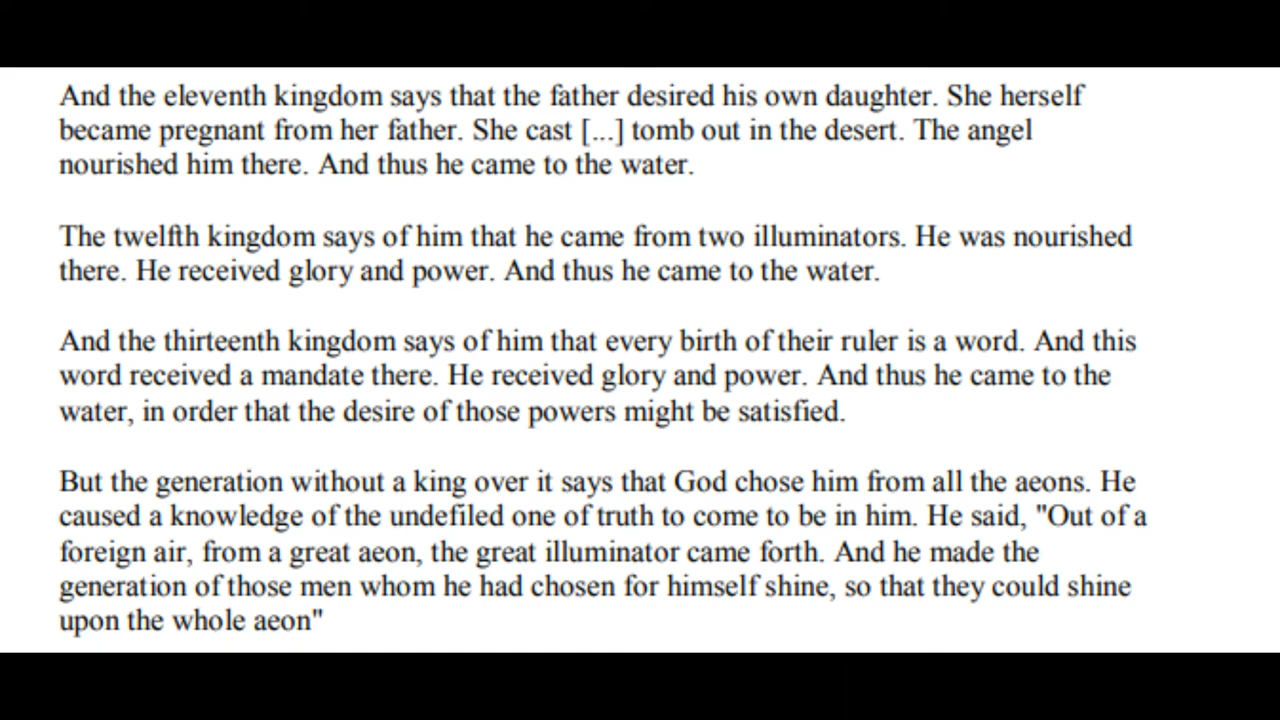 And the eleventh kingdom says that the father desired his own daughter. She herself
became pregnant from her father. She cast [...] tomb out in the desert. The angel
nourished him there. And thus he came to the water.
The twelfth kingdom says of him that he came from two illuminators. He was nourished
there. He received glory and power. And thus he came to the water.
And the thirteenth kingdom says of him that every birth of their ruler is a word. And this
word received a mandate there. He received glory and power. And thus he came to the
water, in order that the desire of those powers might be satisfied.
But the generation without a king over it says that God chose him from all the aeons. He
caused a knowledge of the undefiled one of truth to come to be in him. He said, "Out of a
foreign air, from a great aeon, the great illuminator came forth. And he made the
generation of those men whom he had chosen for himself shine, so that they could shine
upon the whole aeon"